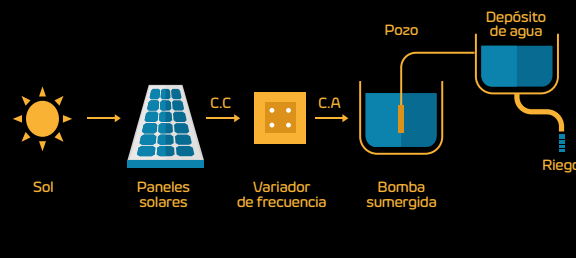 Depósito
de agua
Pozo
C.C
C.A
Riego
Sol
Paneles
solares
Variador
de frecuencia
Bomba
sumergida